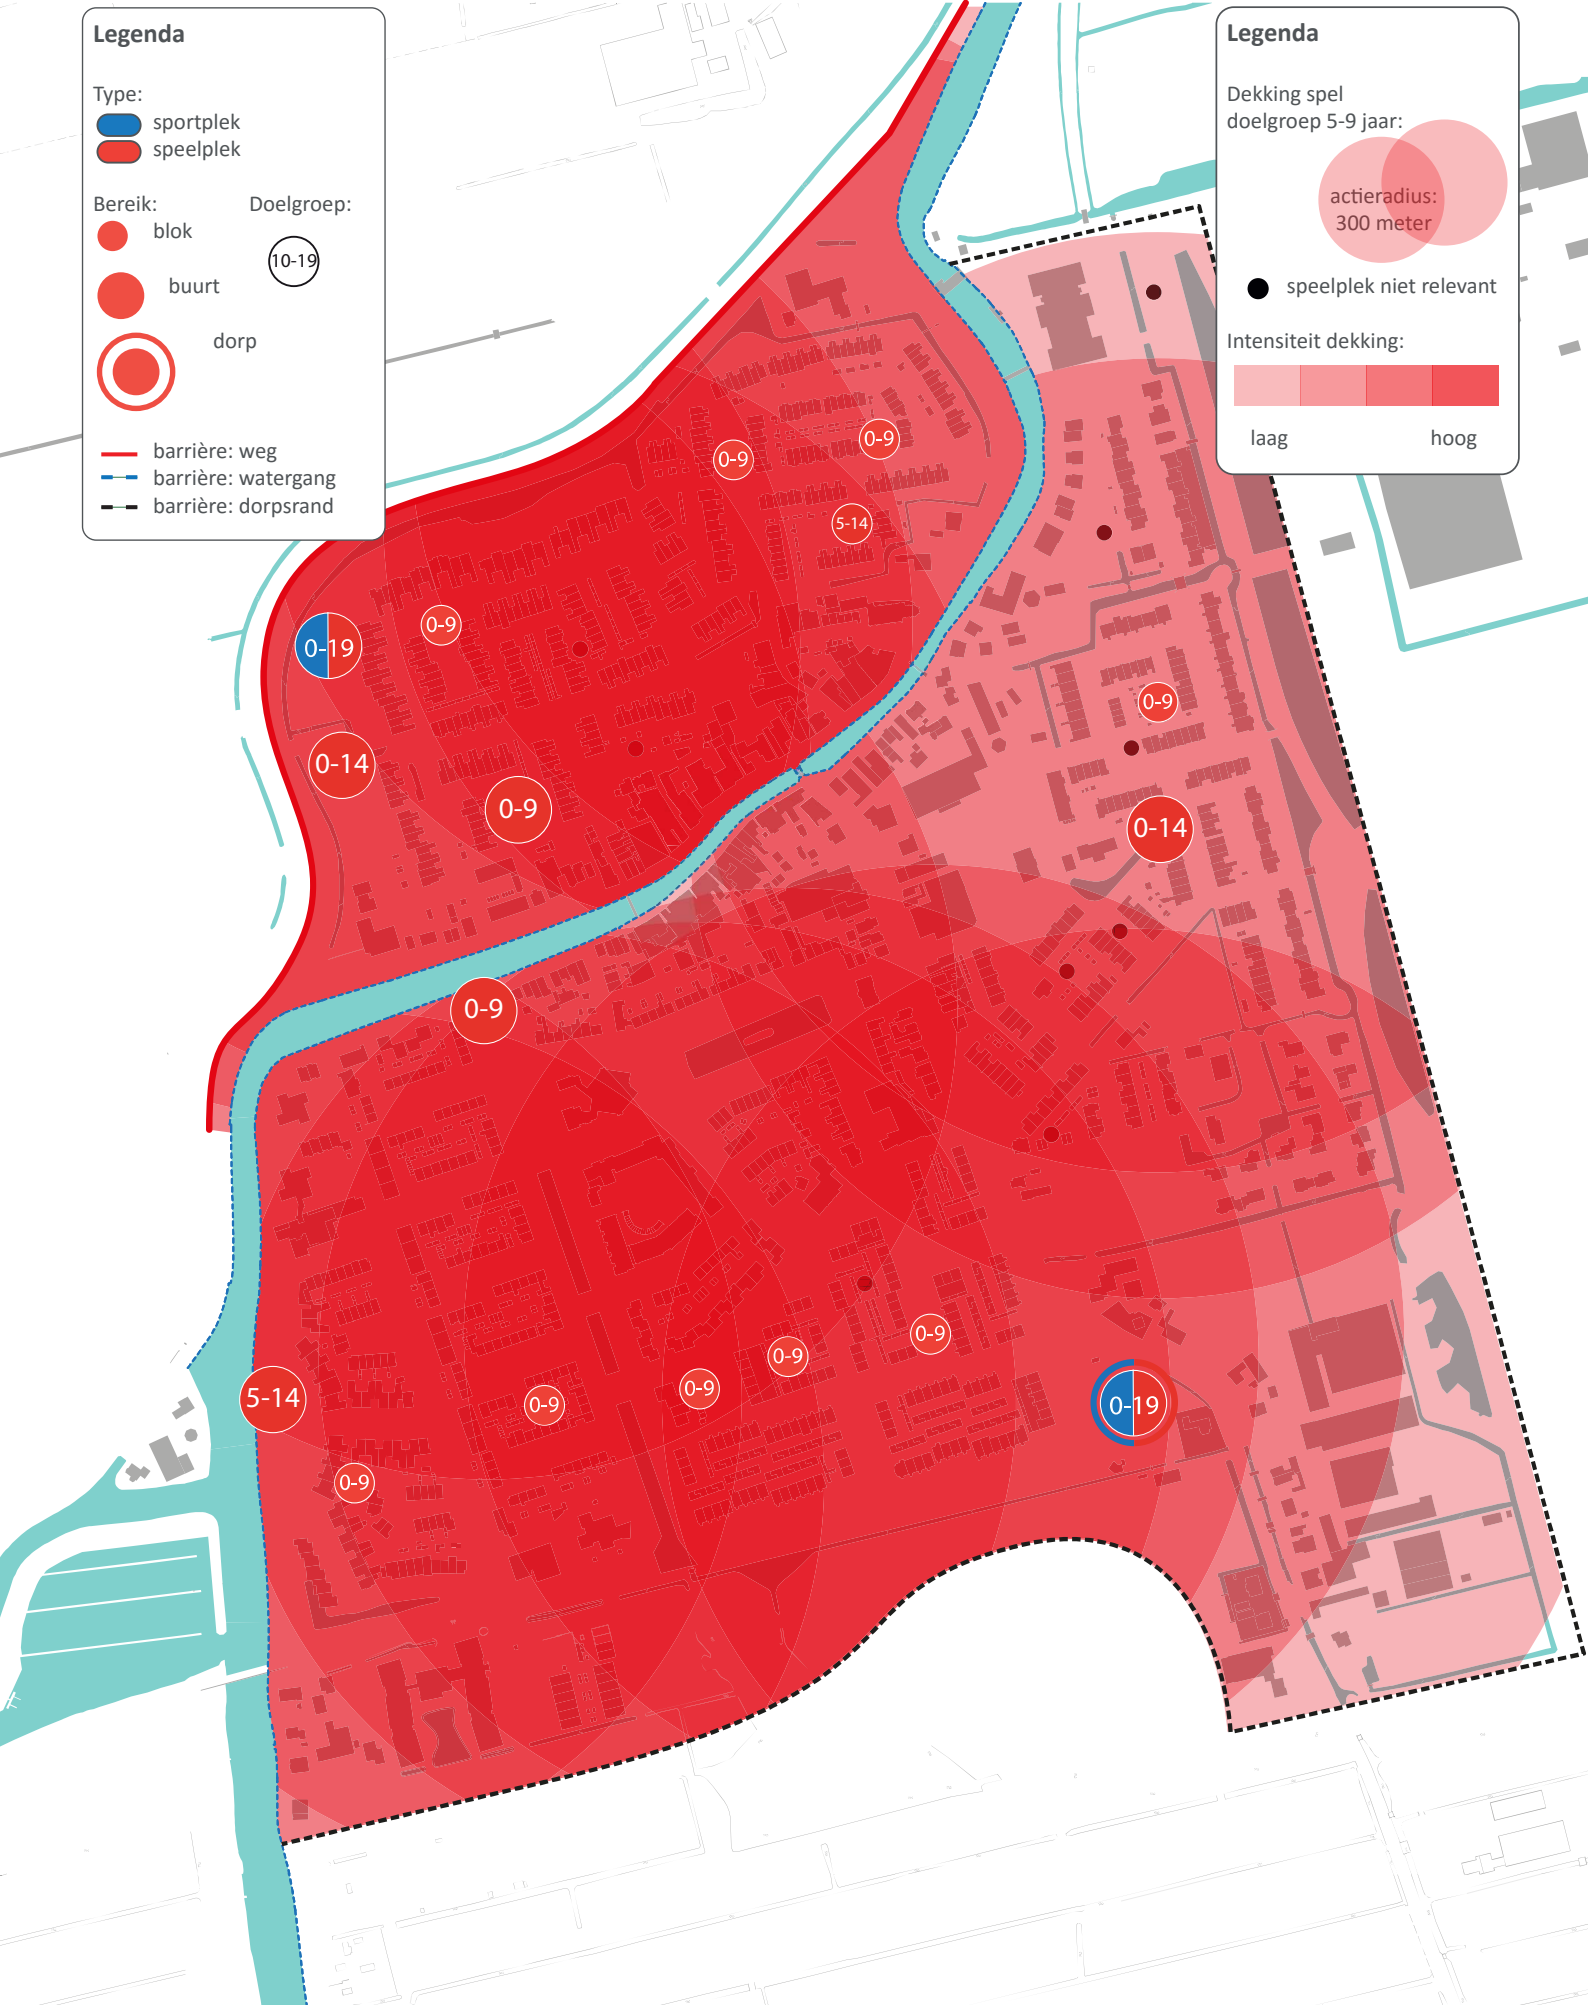 Legenda
Type:
sportplek
speelplek
Bereik:
Doelgroep:
blok
10-19
buurt
dorp
barrière: weg
barrière: watergang
barrière: dorpsrand
Legenda
Dekking spel
doelgroep 5-9 jaar:
actieradius:
300 meter
speelplek niet relevant
Intensiteit dekking:
laag
hoog
0-9
0-9
5-14
0-9
0-19
0-9
0-14
0-9
0-14
0-9
0-9
0-9
0-9
0-9
5-14
0-9
0-19
0-9